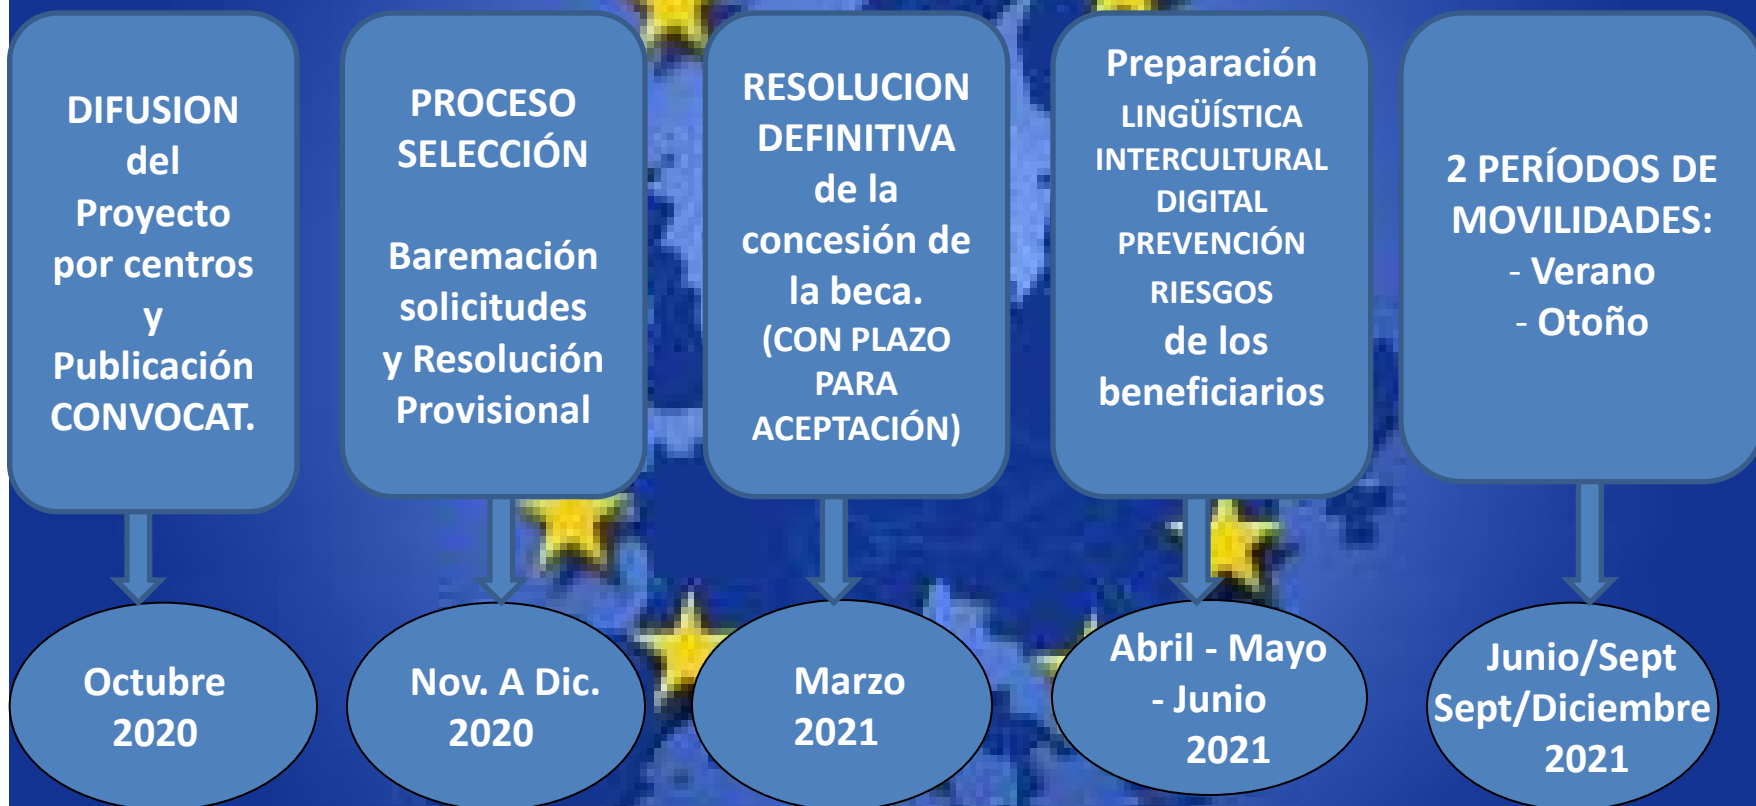 DIFUSION
del
Proyecto
por centros
y
Publicación
CONVOCAT.
PROCESO
SELECCIÓN
Baremación
solicitudes
y Resolución
Provisional
RESOLUCION
DEFINITIVA
de la
concesión de
la beca.
(CON PLAZO
PARA
ACEPTACIÓN)
Preparación
LINGÜÍSTICA
INTERCULTURAL
DIGITAL
PREVENCIÓN
RIESGOS
de los
beneficiarios
2 PERÍODOS DE
MOVILIDADES:
- Verano
- Otoño
Octubre
2020
Nov. A Dic.
2020
Marzo
2021
Abril - Mayo
- Junio
2021
Junio/Sept
Sept/Diciembre
2021